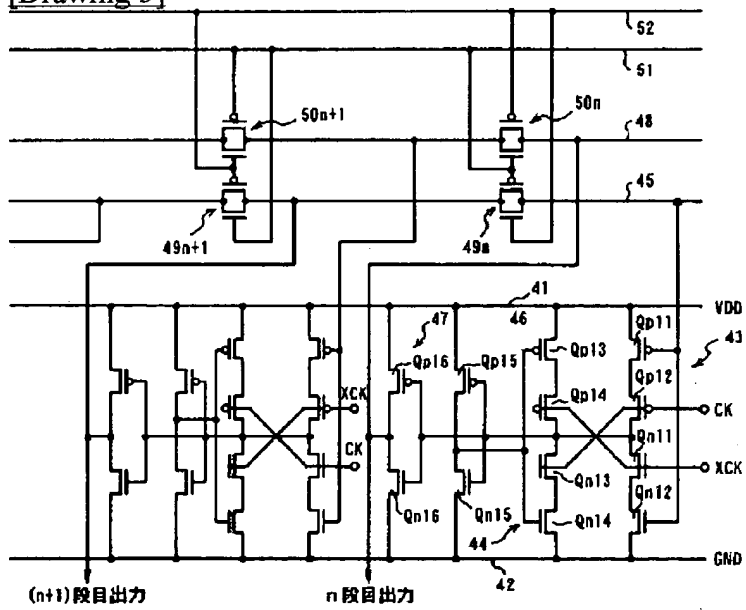 [Drawing 5]
52
51
50n+1
50n
48
45
49n+1
49n
41
VDD
46
47
Qp11
43
Qp16
Qp15
Qp13
Qp12
XCK
Qp14
CK
CK
Qn11
XCK
Qn13
Qn12
Qn16
Qn15
Qn14
44
GND
42
(n+1)段目出力
n段目出力